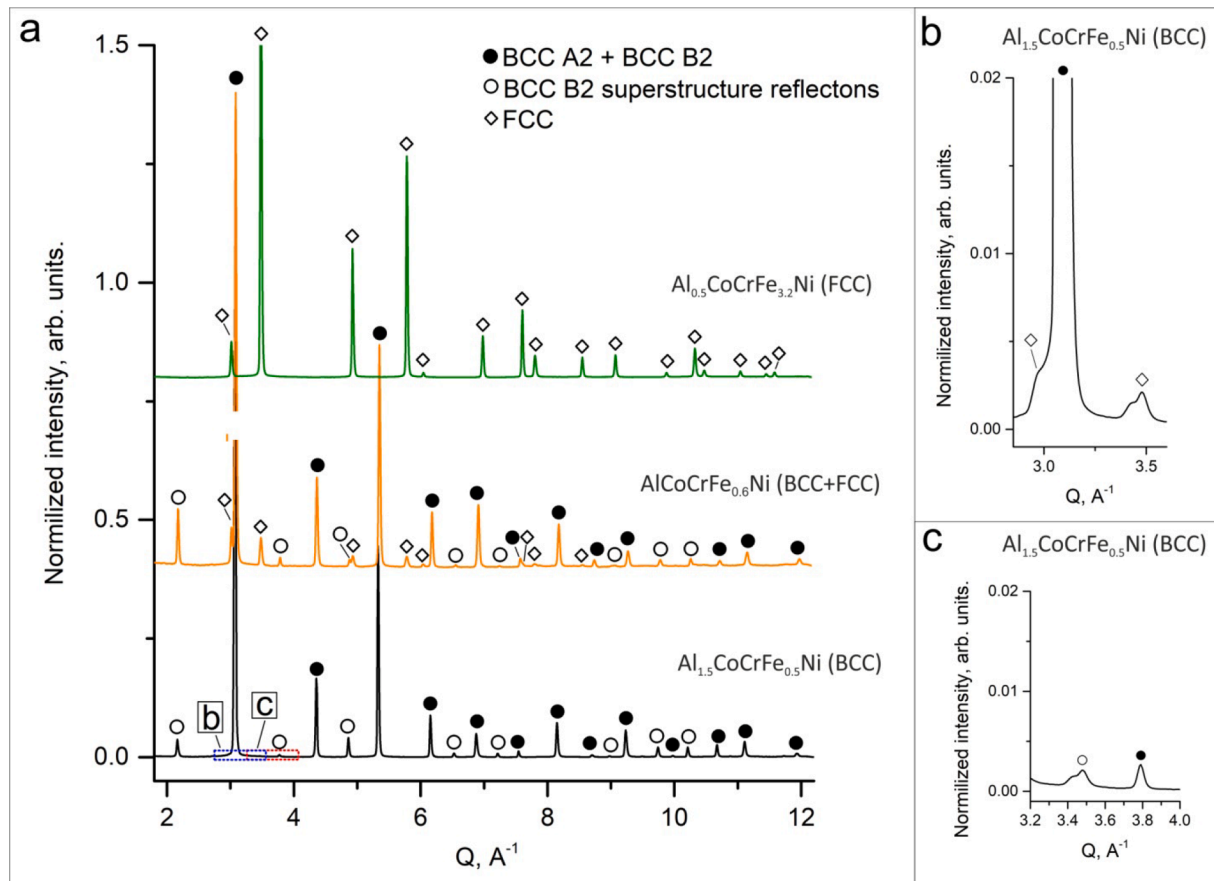 a
1.5
1.0
0.5
0.0
Normilized intensity, arb. units.
BCC A2 + BCC B2
BCC B2 superstructure reflectons
FCC
Al0.5CoCrFe3.2Ni (FCC)
AlCoCrFe0.6Ni (BCC+FCC)
Al1.5CoCrFe0.5Ni (BCC)
b
c
2 4 6 8 10 12
Q, A-1
b
Al1.5CoCrFe0.5Ni (BCC)
0.02
0.01
0.00
Normilized intensity, arb. units.
3.0 3.5
Q, A-1
c
Al1.5CoCrFe0.5Ni (BCC)
0.02
0.01
0.00
Normilized intensity, arb. units.
3.2 3.4 3.6 3.8 4.0
Q, A-1